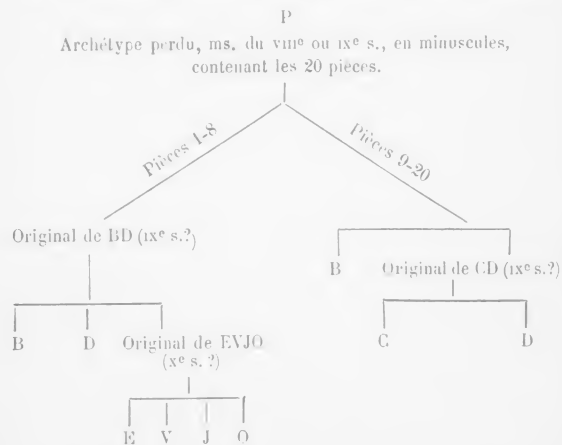 P
Archétype perdu, ms. du VIIIe ou IXe s., en minuscules,
contenant les 20 pièces.
Pièces 1-8
Pièces 9-20
Original de BD (IXe s.?)
B Original de CD (IXe s.?)
B D Original de EVJO
(Xe s. ?)
C D
E V J O